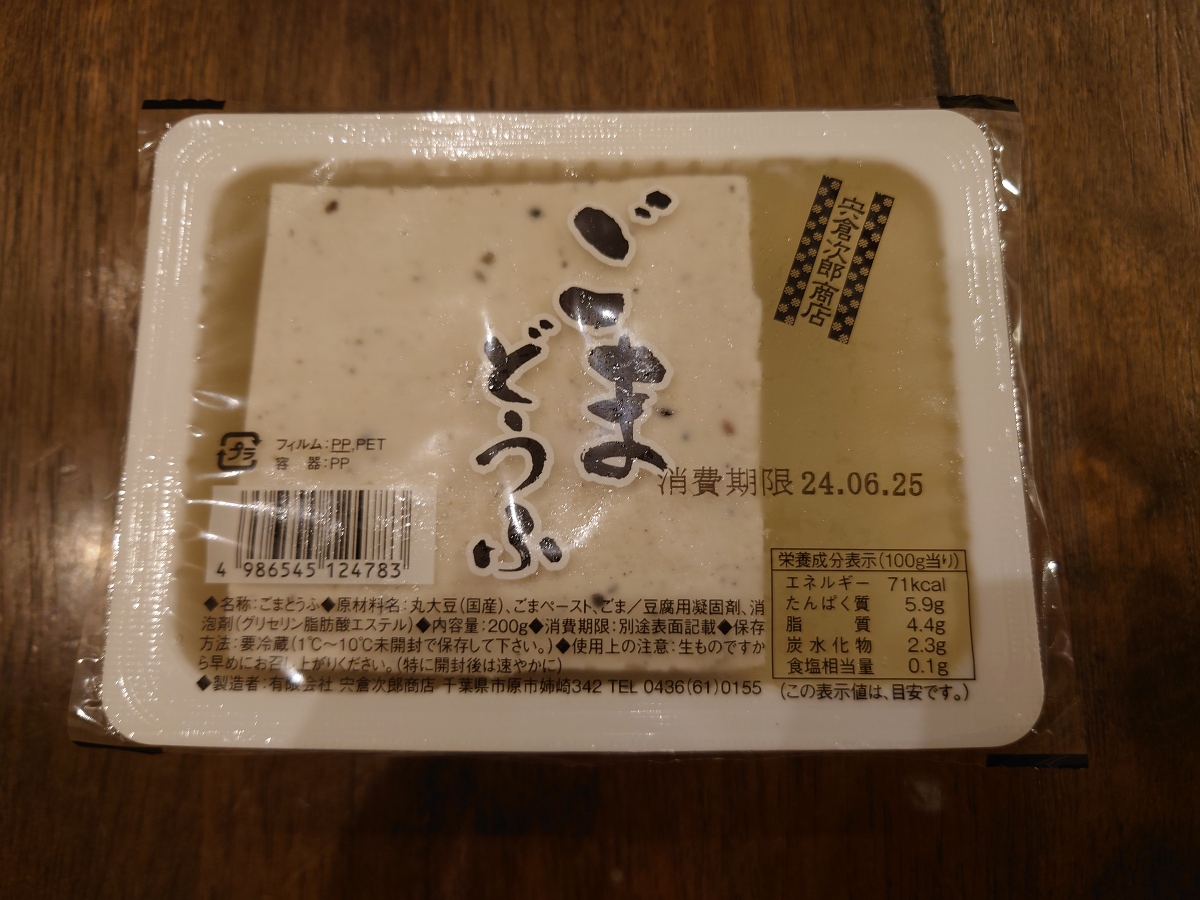 ごま
どうふ
宍倉次郎商店
プラ
フィルム:PP,PET
容 器:PP
消費期限 24.06.25
4 986545 124783
栄養成分表示(100g当り)
エネルギー 71kcal
たんぱく質 5.9g
脂 質 4.4g
炭水化物 2.3g
食塩相当量 0.1g
(この表示値は、目安です。)
◆名称:ごまとうふ◆原材料名:丸大豆(国産)、ごまペースト、ごま/豆腐用凝固剤、消
泡剤(グリセリン脂肪酸エステル)◆内容量:200g◆消費期限:別途表面記載◆保存
方法:要冷蔵(1℃〜10℃未開封で保存して下さい。)◆使用上の注意:生ものですか
ら早めにお召し上がりください。(特に開封後は速やかに)
◆製造者:有限会社 宍倉次郎商店 千葉県市原市姉崎342 TEL 0436(61)0155